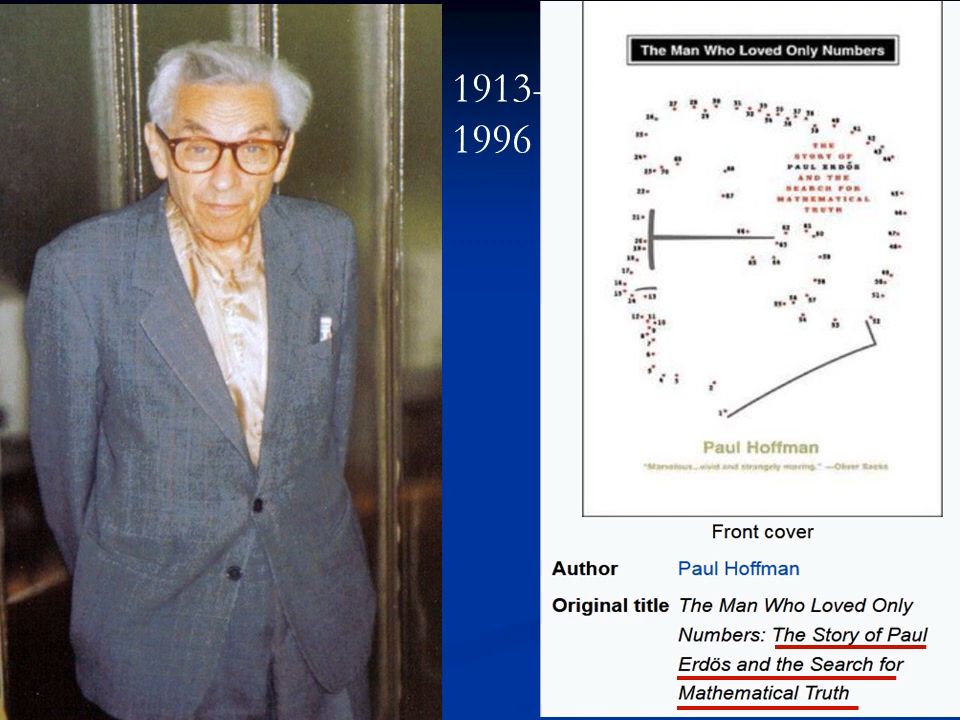 1913-
1996
The Man Who Loved Only Numbers
THE
STORY OF
PAUL ERDÖS
AND THE
SEARCH FOR
MATHEMATICAL
TRUTH
Paul Hoffman
"Marvelous...vivid and strangely moving." —Oliver Sacks
Front cover
Author Paul Hoffman
Original title The Man Who Loved Only
Numbers: The Story of Paul
Erdös and the Search for
Mathematical Truth